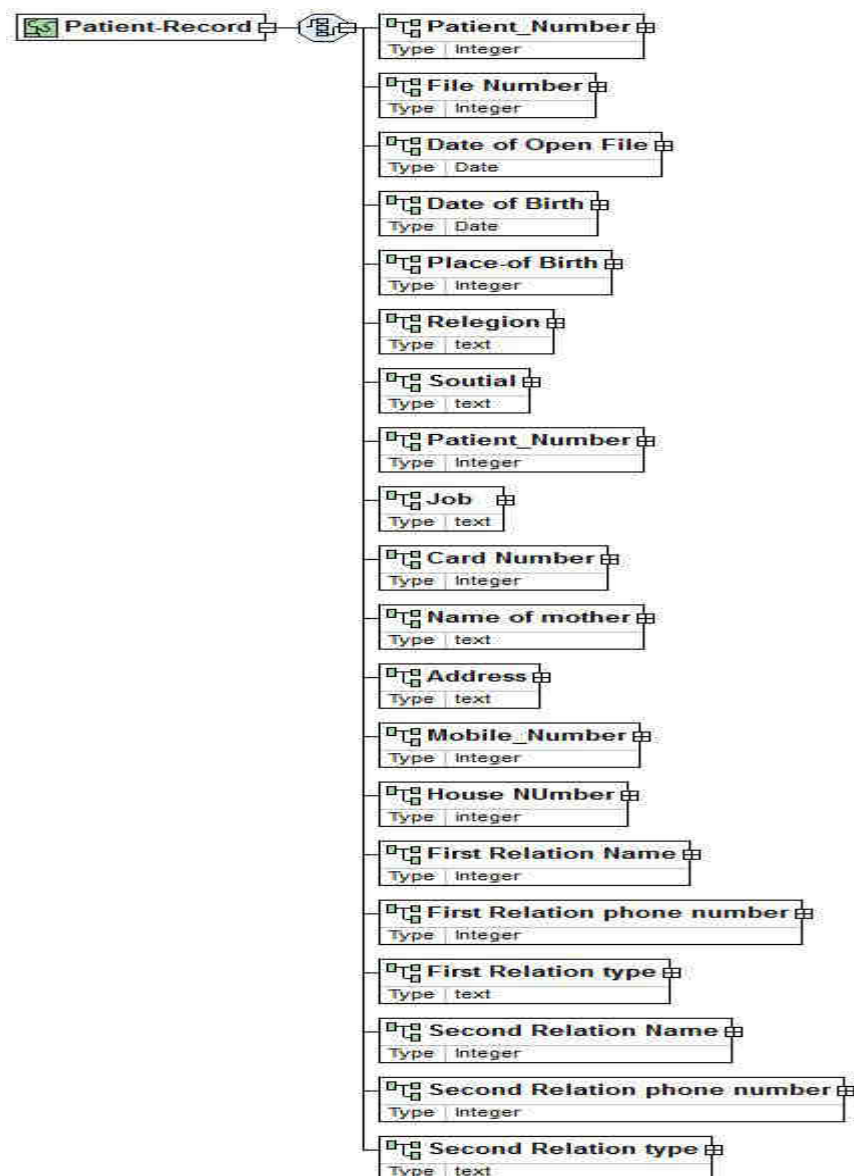 Patient-Record
Patient_Number
Type Integer
File Number
Type Integer
Date of Open File
Type Date
Date of Birth
Type Date
Place-of Birth
Type Integer
Relegion
Type text
Soutial
Type text
Patient_Number
Type Integer
Job
Type text
Card Number
Type Integer
Name of mother
Type text
Address
Type text
Mobile_Number
Type Integer
House NUmber
Type integer
First Relation Name
Type Integer
First Relation phone number
Type Integer
First Relation type
Type text
Second Relation Name
Type Integer
Second Relation phone number
Type Integer
Second Relation type
Type text